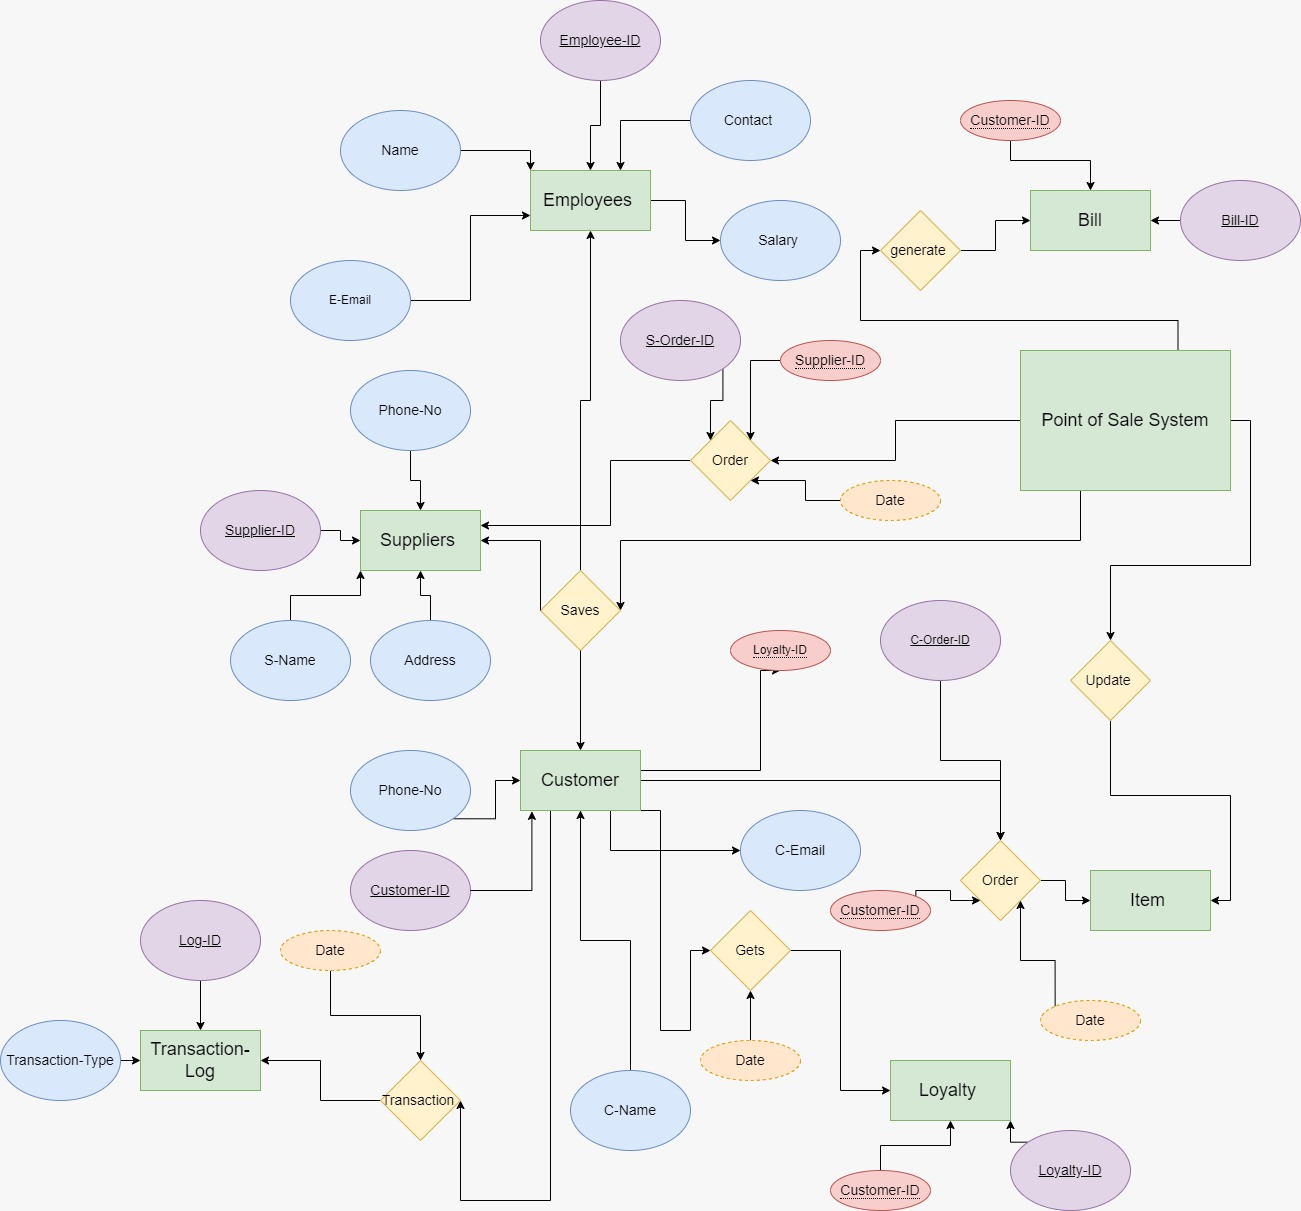 Employee-ID
Contact
Customer-ID
Name
Employees
Bill
Bill-ID
Salary
generate
E-Email
S-Order-ID
Supplier-ID
Phone-No
Point of Sale System
Order
Date
Supplier-ID
Suppliers
Saves
S-Name
Address
Loyalty-ID
C-Order-ID
Update
Phone-No
Customer
C-Email
Customer-ID
Order
Item
Customer-ID
Log-ID
Date
Gets
Date
Date
Transaction-Type
Transaction-
Log
Transaction
C-Name
Loyalty
Customer-ID
Loyalty-ID